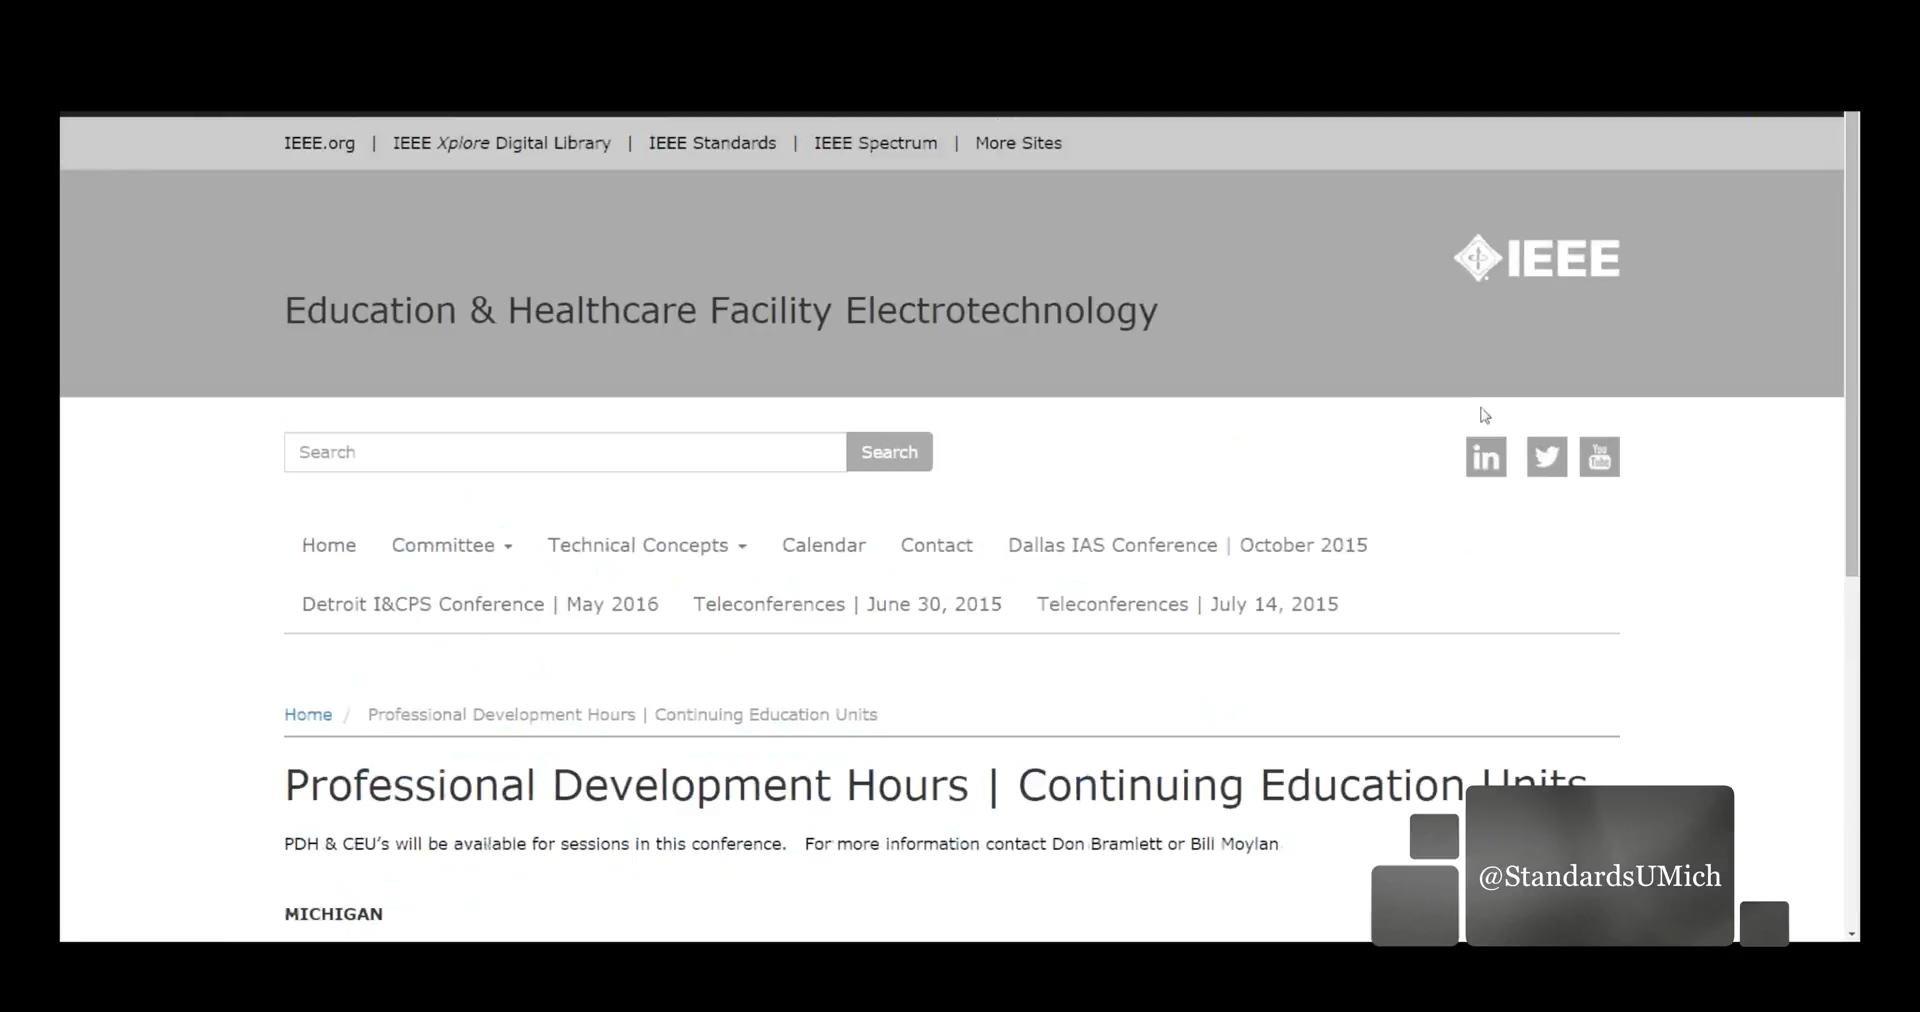 IEEE.org | IEEE Xplore Digital Library | IEEE Standards | IEEE Spectrum | More Sites
IEEE
Education & Healthcare Facility Electrotechnology
Search Search
in You Tube
Home Committee Technical Concepts Calendar Contact Dallas IAS Conference | October 2015
Detroit I&CPS Conference | May 2016 Teleconferences | June 30, 2015 Teleconferences | July 14, 2015
Home / Professional Development Hours | Continuing Education Units
Professional Development Hours | Continuing Education Units
PDH & CEU’s will be available for sessions in this conference. For more information contact Don Bramlett or Bill Moylan
@StandardsUMich
MICHIGAN